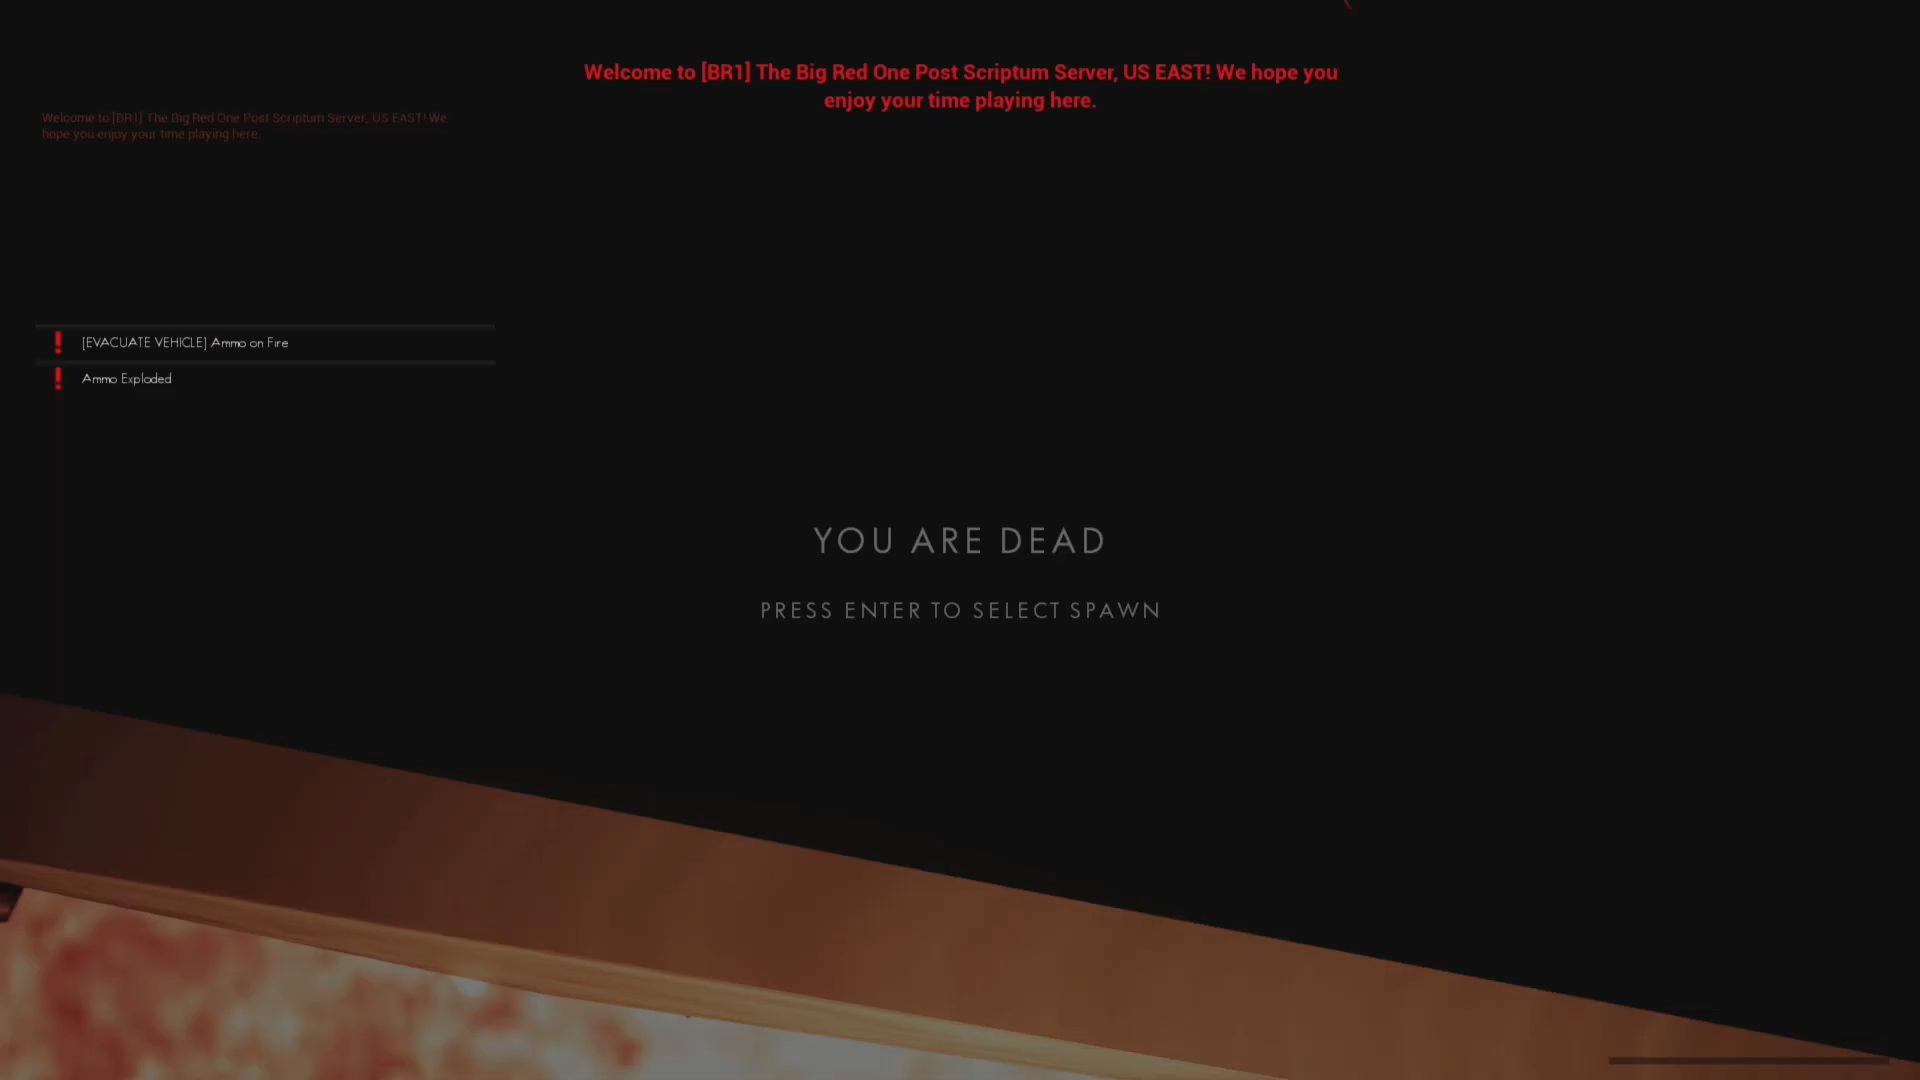 Welcome to [BR1] The Big Red One Post Scriptum Server, US EAST! We hope you
enjoy your time playing here.
Welcome to [BR1] The Big Red One Post Scriptum Server, US EAST! We
hope you enjoy your time playing here.
[EVACUATE VEHICLE] Ammo on Fire
Ammo Exploded
YOU ARE DEAD
PRESS ENTER TO SELECT SPAWN